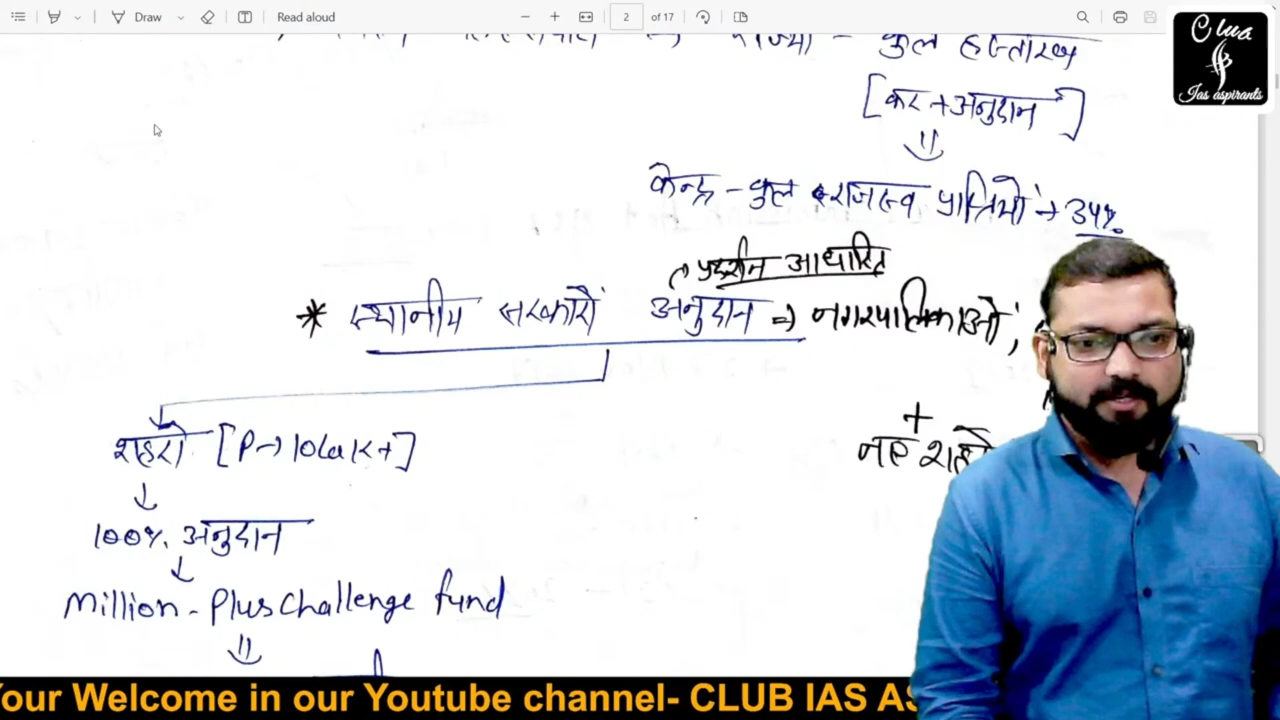 Draw
Read aloud
2 of 17
Clua
Ias aspirants
कुल हस्तांतरण
[कर + अनुदान]
केन्द्र - कुल राजस्व प्राप्तियों → 34%
प्रदर्शन आधारित
* स्थानीय सरकारों अनुदान ⇒ नगरपालिकाओं,
+
शहरों [P → 10 lakh +]
नए शहरों
100% अनुदान
Million - Plus Challenge fund
Your Welcome in our Youtube channel- CLUB IAS AS